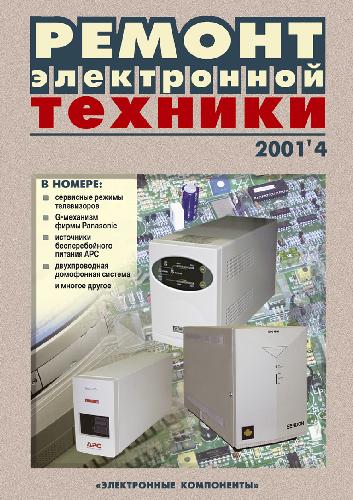 РЕМОНТ
электронной
техники
2001'4
В НОМЕРЕ:
сервисные режимы
телевизоров
G-механизм
фирмы Panasonic
источники
бесперебойного
питания APC
двухпроводная
домофонная система
и многое другое
APC
«ЭЛЕКТРОННЫЕ КОМПОНЕНТЫ»